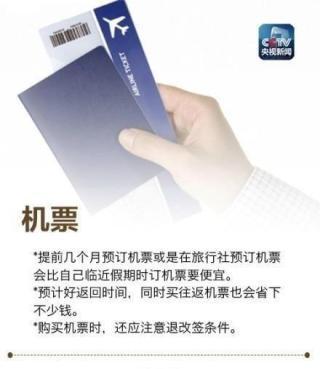 CCTV
央视新闻
AIRLINE TICKET
机票
*提前几个月预订机票或是在旅行社预订机票
会比自己临近假期时订机票要便宜。
*预计好返回时间，同时买往返机票也会省下
不少钱。
*购买机票时，还应注意退改签条件。